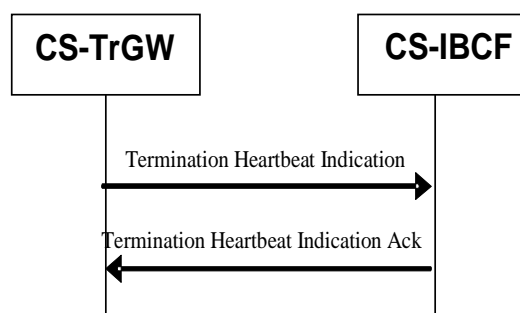 CS-TrGW
CS-IBCF
Termination Heartbeat Indication
Termination Heartbeat Indication Ack